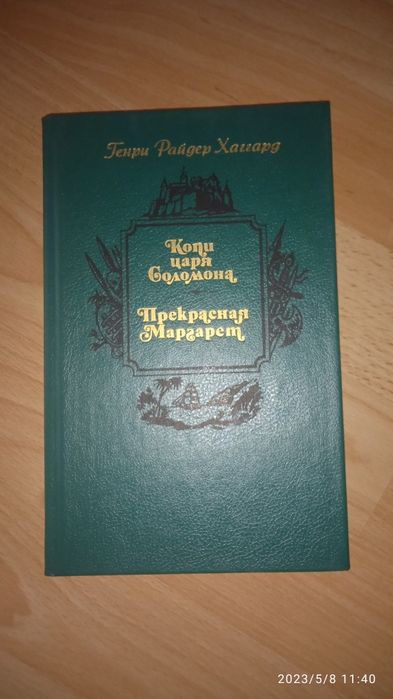 Генри Райдер Хаггард
Копи
царя
Соломона
Прекрасная
Маргарет
2023/5/8 11:40